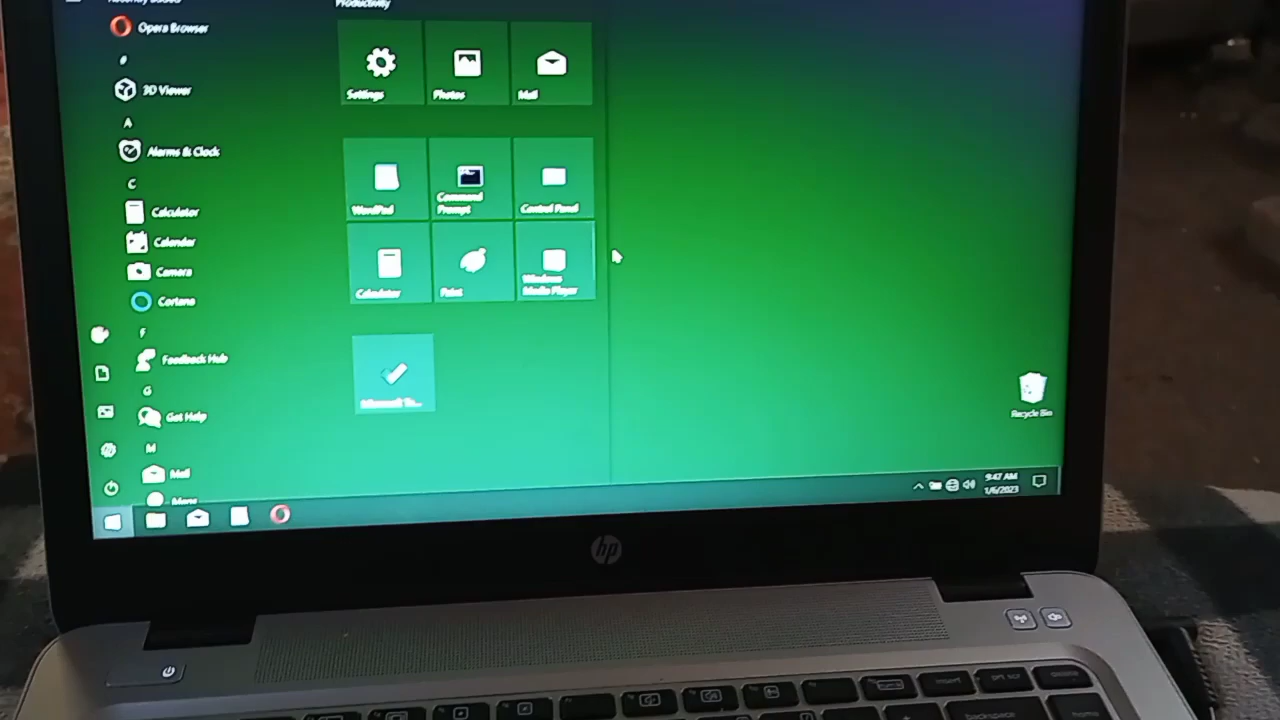 Productivity
Opera Browser
#
3D Viewer
A
Alarms & Clock
C
Calculator
Calendar
Camera
Cortana
F
Feedback Hub
G
Get Help
M
Mail
Maps
Settings
Photos
Mail
WordPad
Command
Prompt
Control Panel
Calculator
Paint
Windows
Media Player
Microsoft To...
Recycle Bin
9:47 AM
1/6/2023
hp